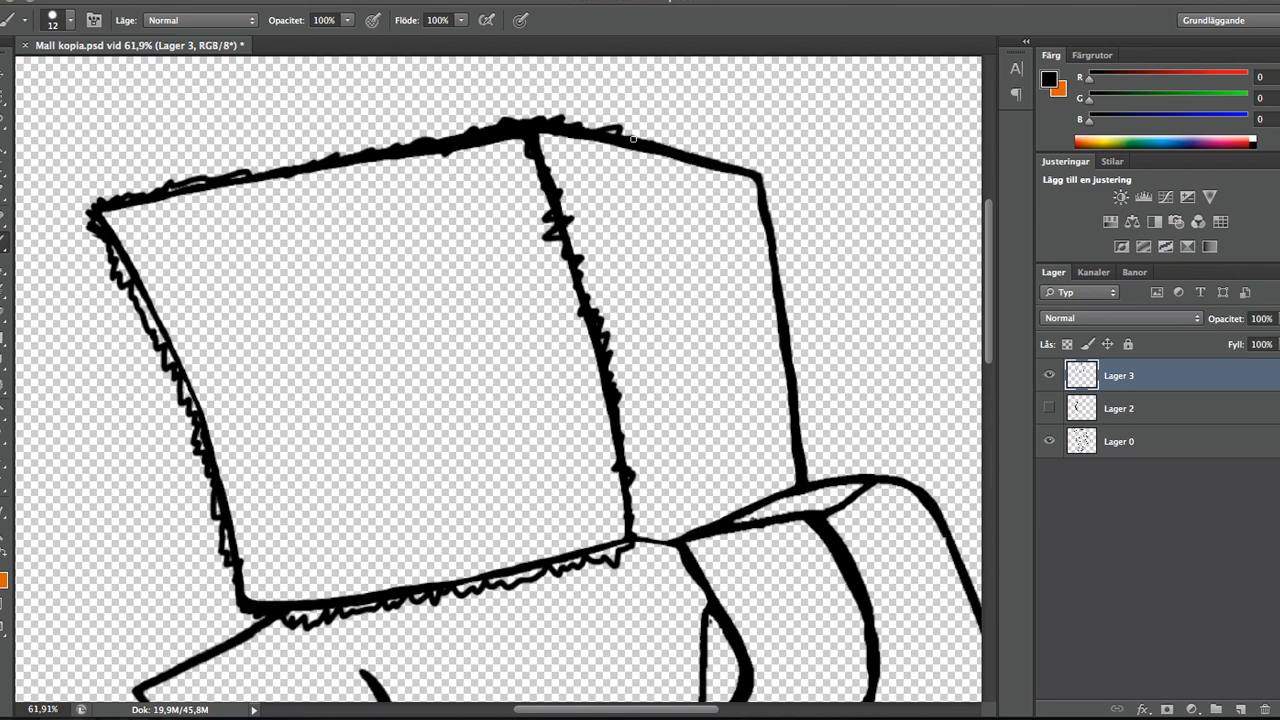 12 Läge: Normal Opacitet: 100% Flöde: 100% Grundläggande
× Mall kopia.psd vid 61,9% (Lager 3, RGB/8*) *
Färg Färgrutor
R 0
G 0
B 0
Justeringar Stilar
Lägg till en justering
Lager Kanaler Banor
Typ
Normal Opacitet: 100%
Lås: Fyll: 100%
Lager 3
Lager 2
Lager 0
61,91% Dok: 19,9M/45,8M